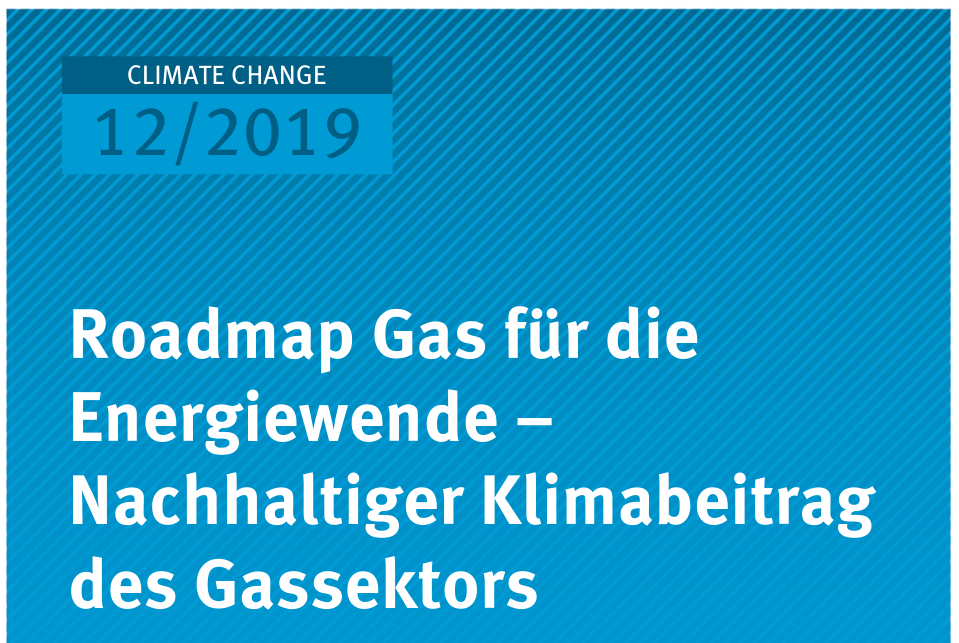 CLIMATE CHANGE
12/2019
Roadmap Gas für die
Energiewende –
Nachhaltiger Klimabeitrag
des Gassektors